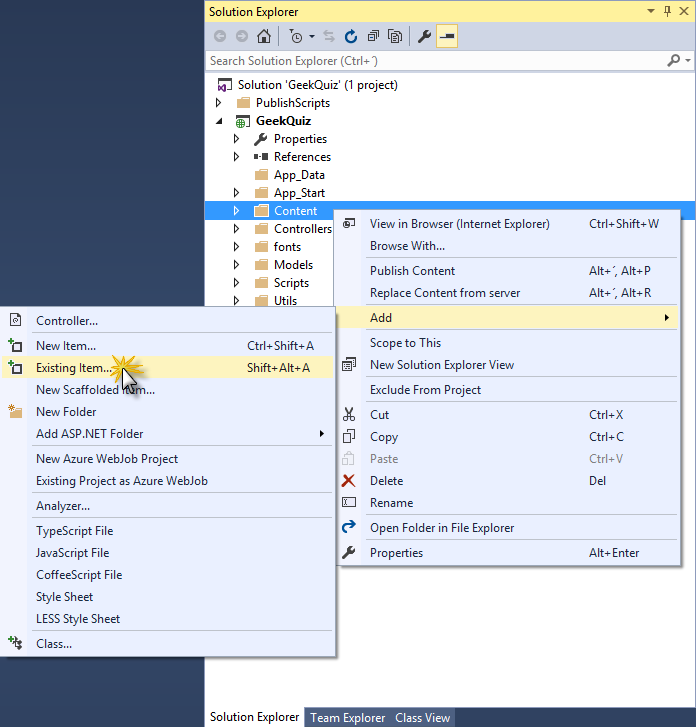 Solution Explorer
Search Solution Explorer (Ctrl+´)
Solution 'GeekQuiz' (1 project)
PublishScripts
GeekQuiz
Properties
References
App_Data
App_Start
Content
Controllers
fonts
Models
Scripts
Utils
View in Browser (Internet Explorer) Ctrl+Shift+W
Browse With...
Publish Content Alt+´, Alt+P
Replace Content from server Alt+´, Alt+R
Add
Scope to This
New Solution Explorer View
Exclude From Project
Cut Ctrl+X
Copy Ctrl+C
Paste Ctrl+V
Delete Del
Rename
Open Folder in File Explorer
Properties Alt+Enter
Controller...
New Item... Ctrl+Shift+A
Existing Item... Shift+Alt+A
New Scaffolded Item...
New Folder
Add ASP.NET Folder
New Azure WebJob Project
Existing Project as Azure WebJob
Analyzer...
TypeScript File
JavaScript File
CoffeeScript File
Style Sheet
LESS Style Sheet
Class...
Solution Explorer Team Explorer Class View